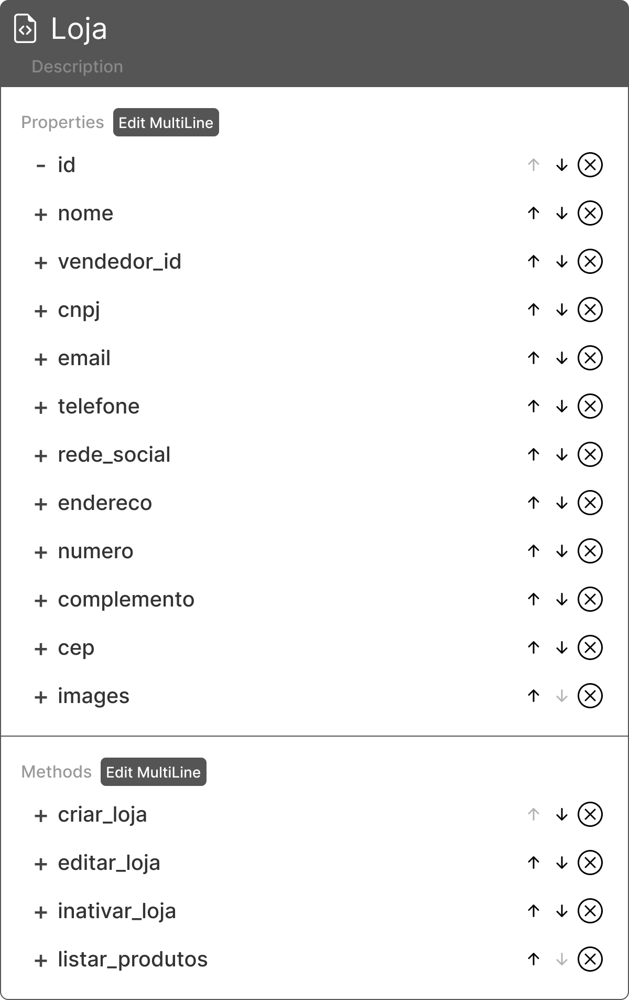 Loja
Description
Properties Edit MultiLine
- id
+ nome
+ vendedor_id
+ cnpj
+ email
+ telefone
+ rede_social
+ endereco
+ numero
+ complemento
+ cep
+ images
Methods Edit MultiLine
+ criar_loja
+ editar_loja
+ inativar_loja
+ listar_produtos